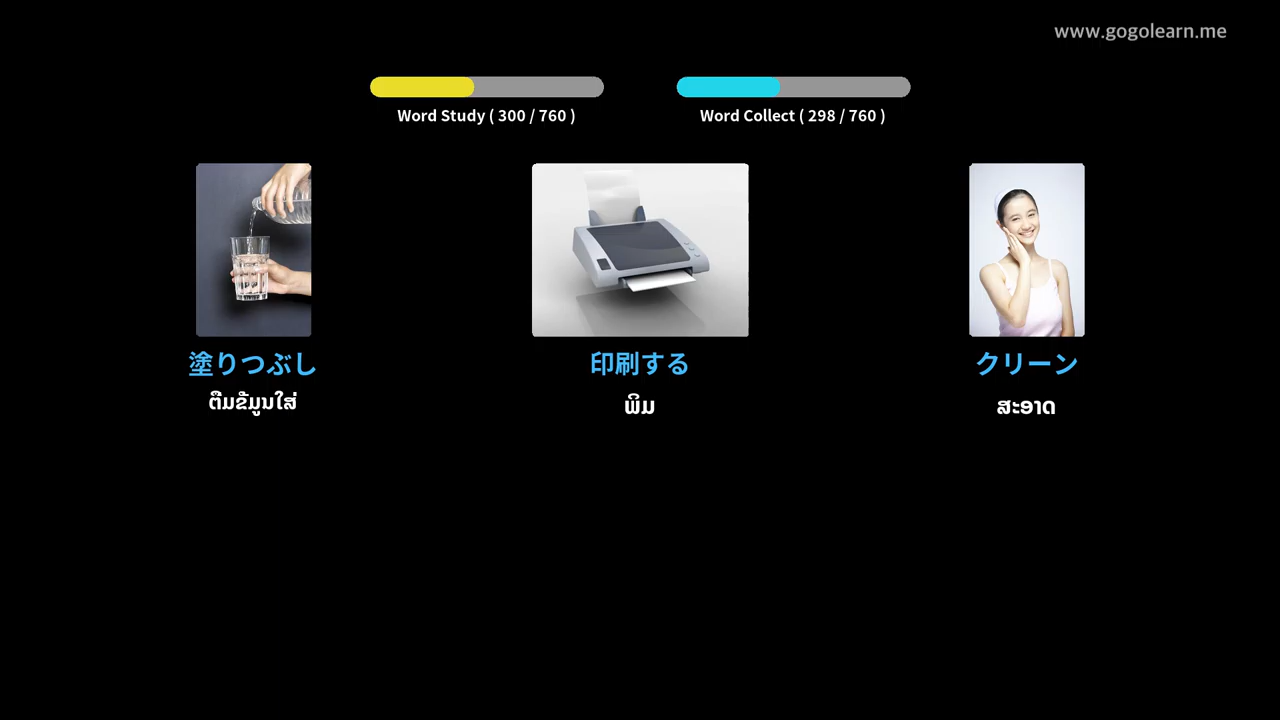 www.gogolearn.me
Word Study ( 300 / 760 )
Word Collect ( 298 / 760 )
塗りつぶし
印刷する
クリーン
ຕື່ມຂໍ້ມູນໃສ່
ພິມ
ສະອາດ